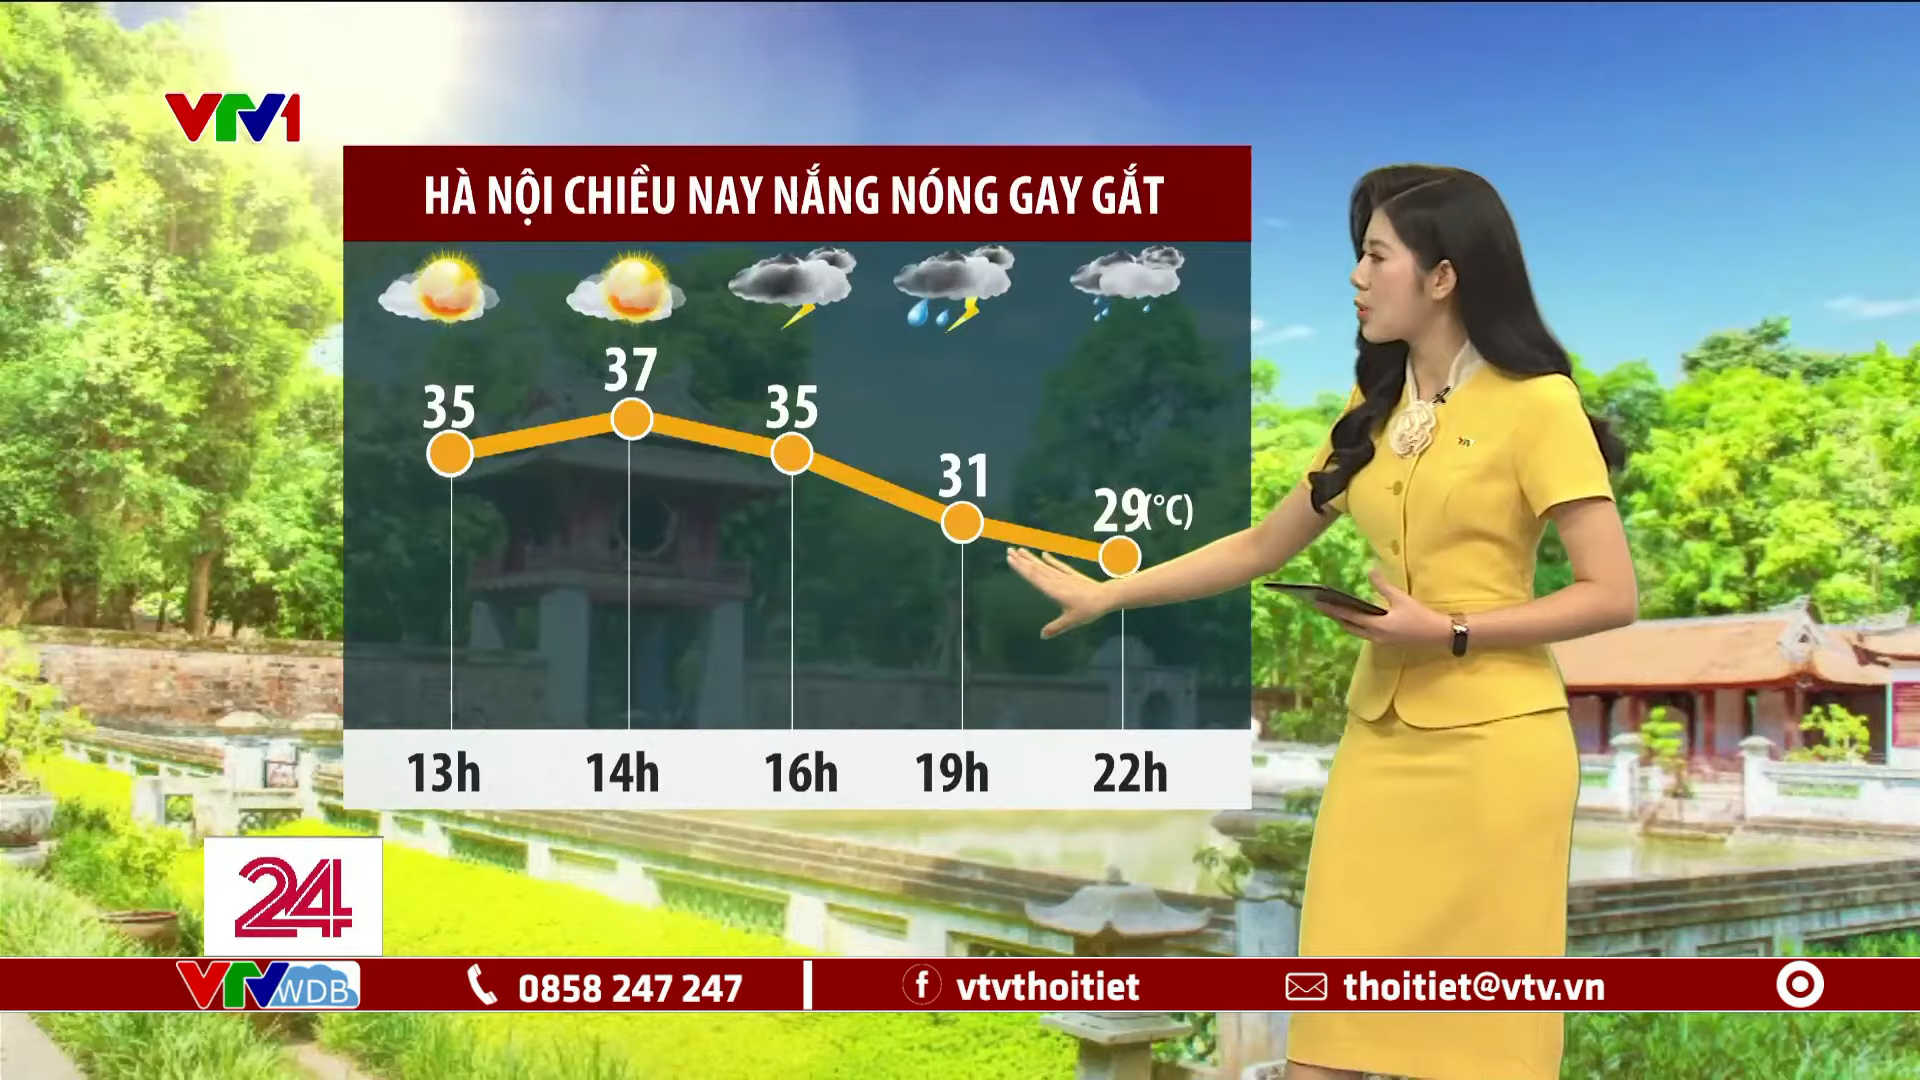 VTV1
HÀ NỘI CHIỀU NAY NẮNG NÓNG GAY GẮT
35
37
35
31
29(°C)
13h
14h
16h
19h
22h
24
VTV WDB
0858 247 247
vtvthoitiet
thoitiet@vtv.vn